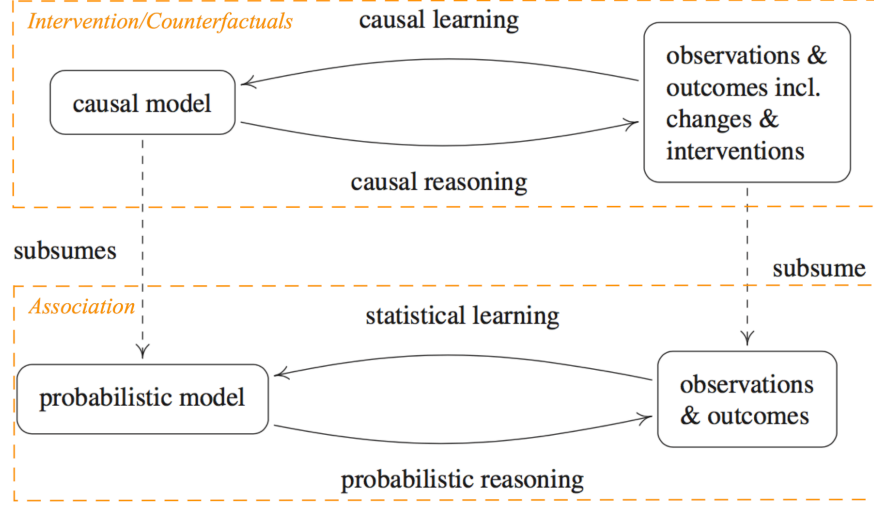 Intervention/Counterfactuals
causal learning
causal model
observations &
outcomes incl.
changes &
interventions
causal reasoning
subsumes
subsume
Association
statistical learning
probabilistic model
observations
& outcomes
probabilistic reasoning